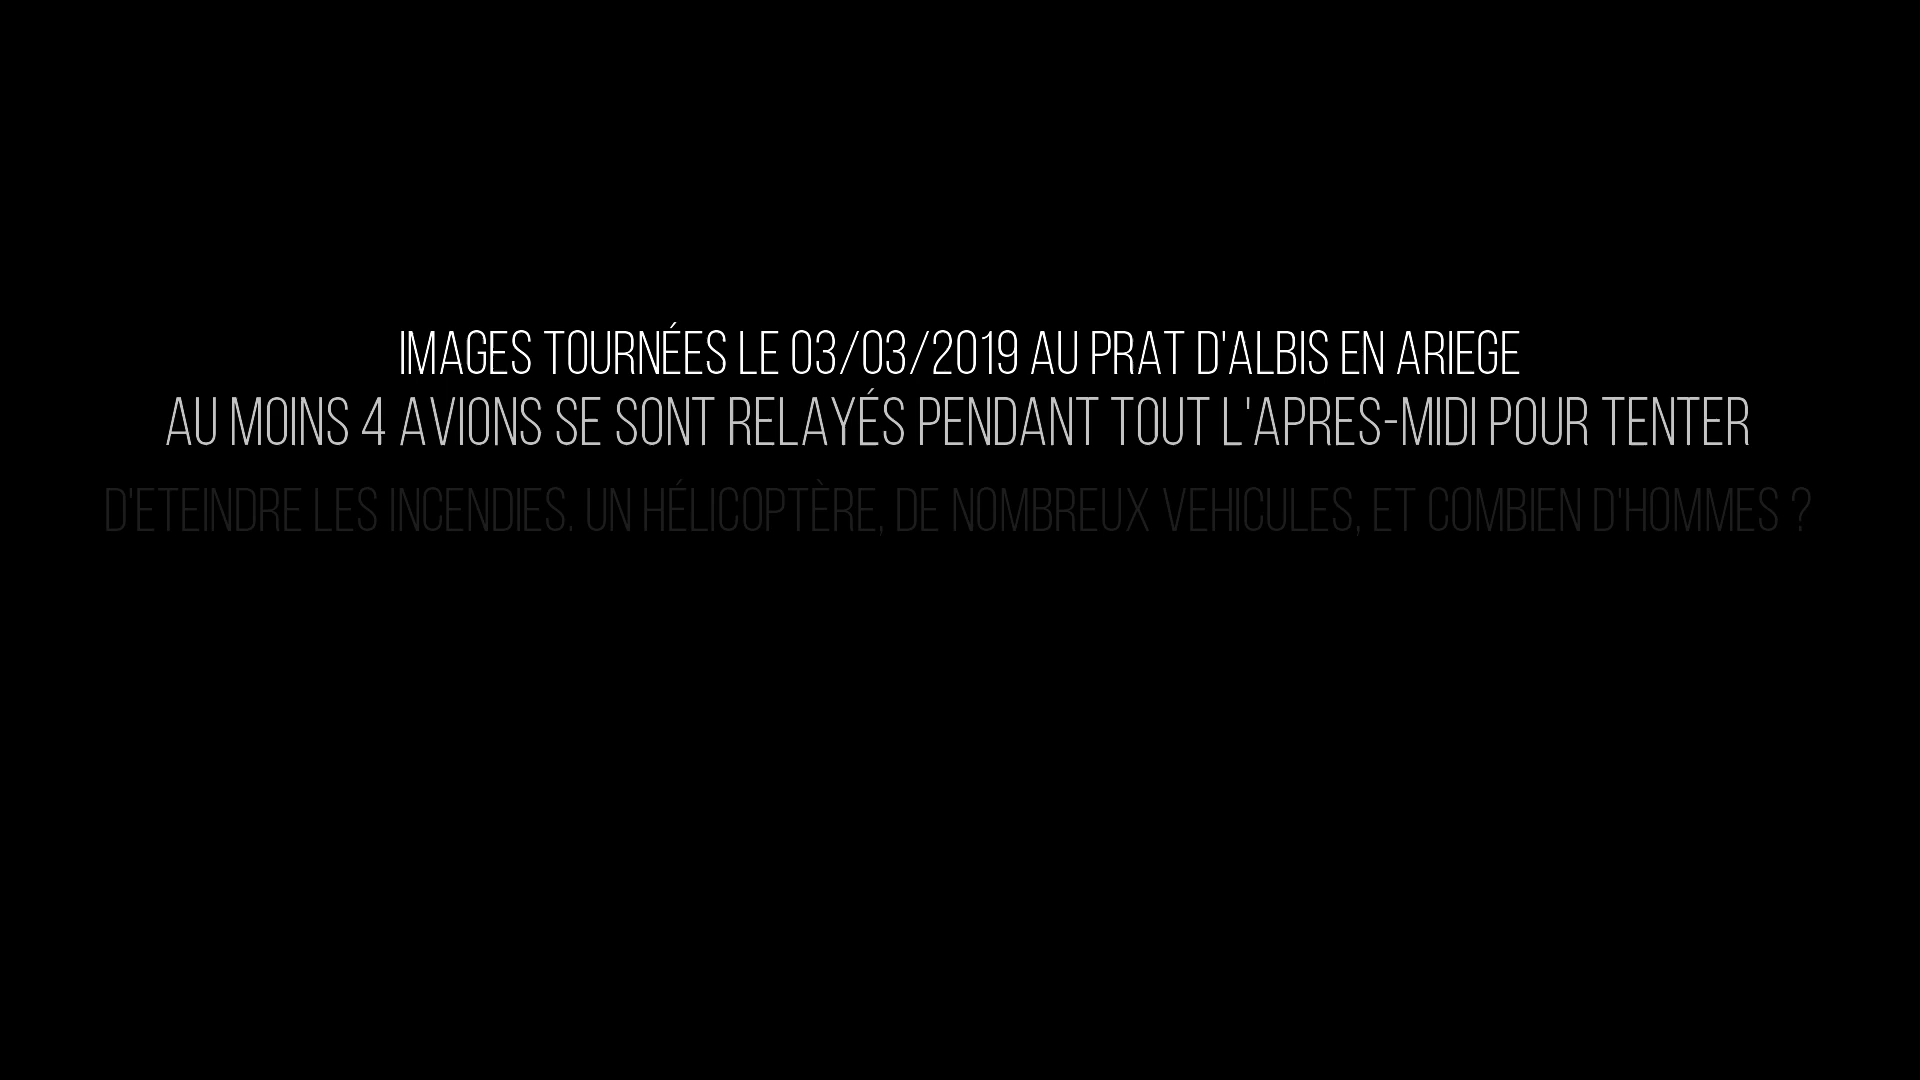 IMAGES TOURNÉES LE 03/03/2019 AU PRAT D'ALBIS EN ARIEGE
AU MOINS 4 AVIONS SE SONT RELAYÉS PENDANT TOUT L'APRES-MIDI POUR TENTER
D'ETEINDRE LES INCENDIES. UN HÉLICOPTÈRE, DE NOMBREUX VEHICULES, ET COMBIEN D'HOMMES ?